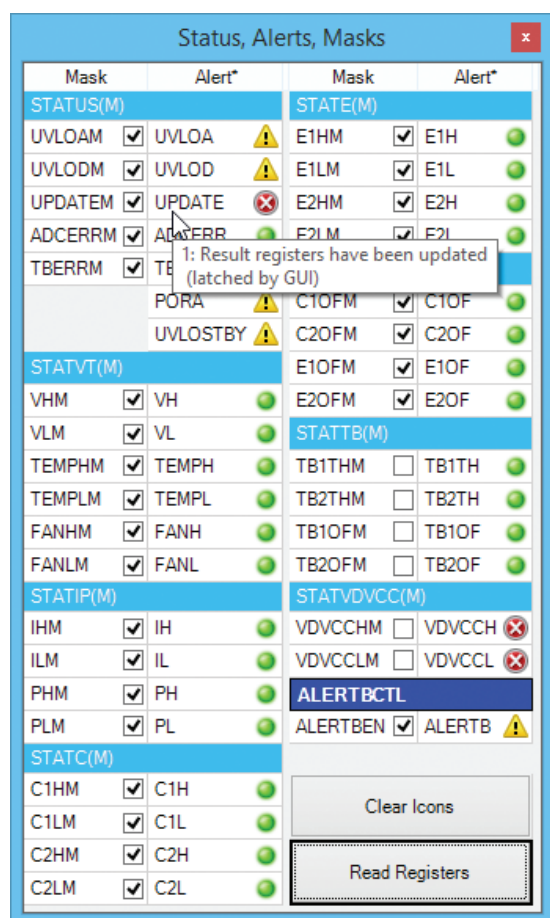 Status, Alerts, Masks
x
Mask Alert*
STATUS(M)
UVLOAM UVLOA
UVLODM UVLOD
UPDATEM UPDATE
ADCERRM
TBERRM
PORA
UVLOSTBY
STATVT(M)
VHM VH
VLM VL
TEMPHM TEMPH
TEMPLM TEMPL
FANHM FANH
FANLM FANL
STATIP(M)
IHM IH
ILM IL
PHM PH
PLM PL
STATC(M)
C1HM C1H
C1LM C1L
C2HM C2H
C2LM C2L
Mask Alert*
STATE(M)
E1HM E1H
E1LM E1L
E2HM E2H
E2LM E2L
1: Result registers have been updated
(latched by GUI)
C1OFM C1OF
C2OFM C2OF
E1OFM E1OF
E2OFM E2OF
STATTB(M)
TB1THM TB1TH
TB2THM TB2TH
TB1OFM TB1OF
TB2OFM TB2OF
STATVDVCC(M)
VDVCCHM VDVCCH
VDVCCLM VDVCCL
ALERTBCTL
ALERTBEN ALERTB
Clear Icons
Read Registers